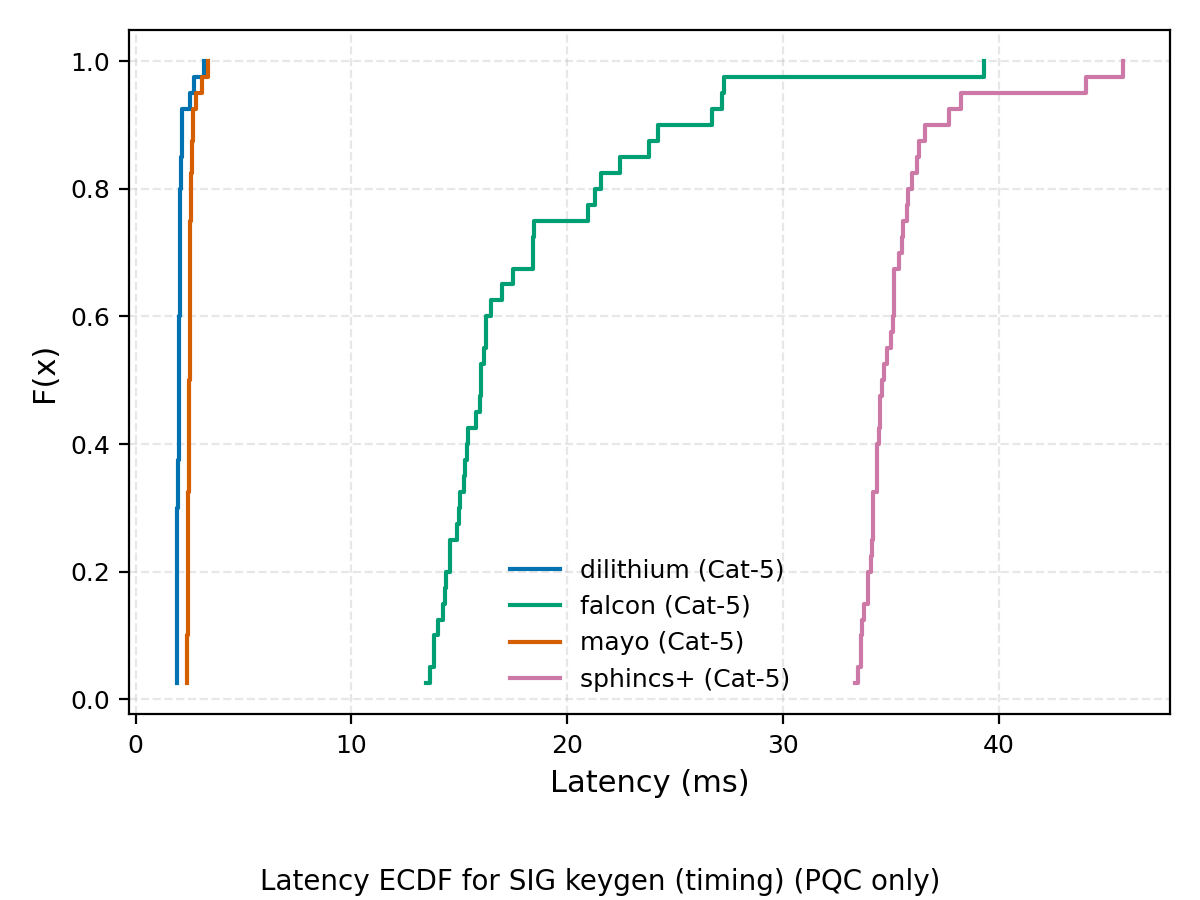 1.0
0.8
0.6
0.4
0.2
0.0
F(x)
dilithium (Cat-5)
falcon (Cat-5)
mayo (Cat-5)
sphincs+ (Cat-5)
0 10 20 30 40
Latency (ms)
Latency ECDF for SIG keygen (timing) (PQC only)